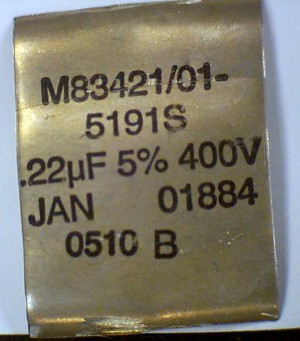 M83421/01-
5191S
.22µF 5% 400V
JAN 01884
0510 B